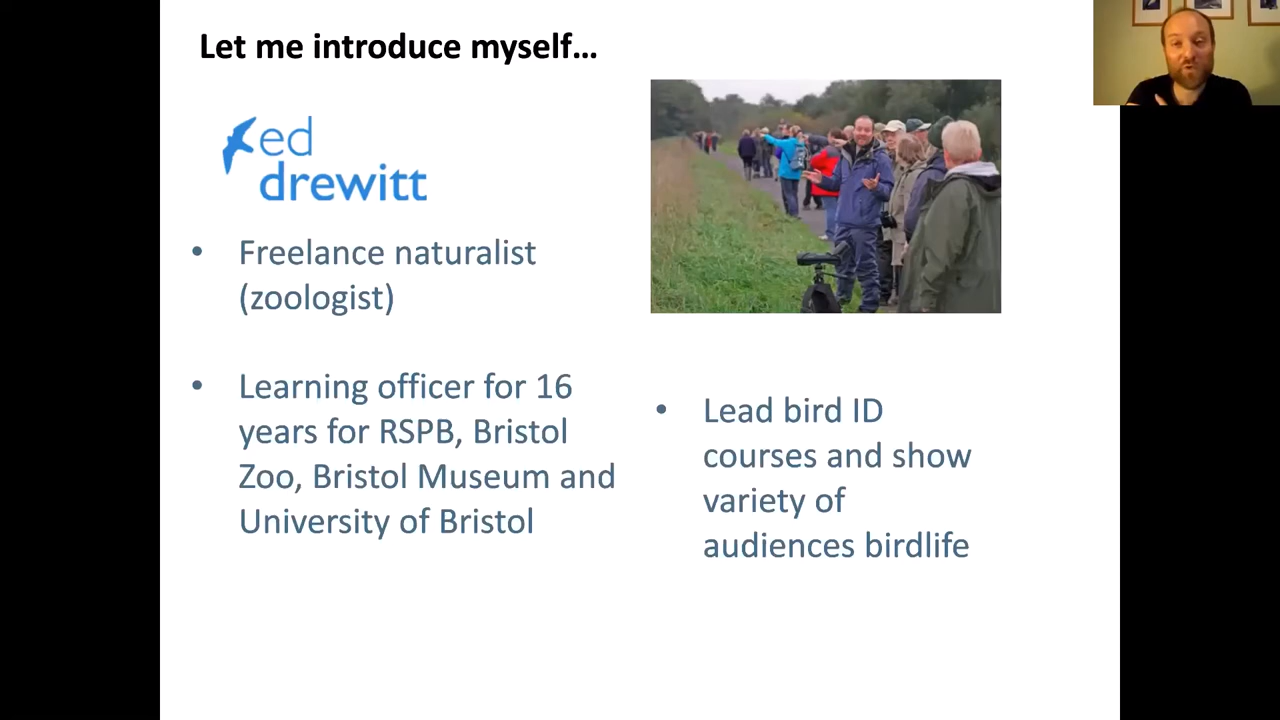 Let me introduce myself...
ed
drewitt
• Freelance naturalist
(zoologist)
• Learning officer for 16
years for RSPB, Bristol
Zoo, Bristol Museum and
University of Bristol
• Lead bird ID
courses and show
variety of
audiences birdlife